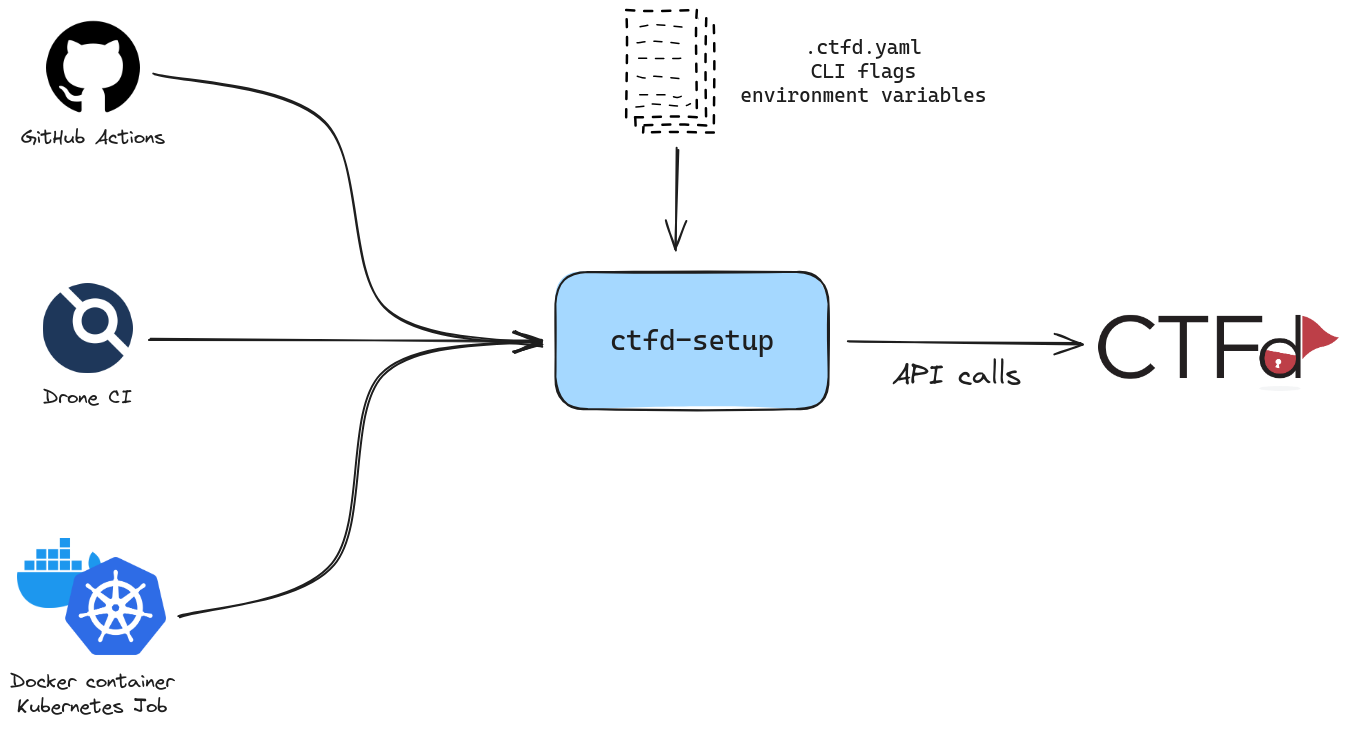 .ctfd.yaml
CLI flags
environment variables
GitHub Actions
ctfd-setup
API calls
CTFd
Drone CI
Docker container
Kubernetes Job